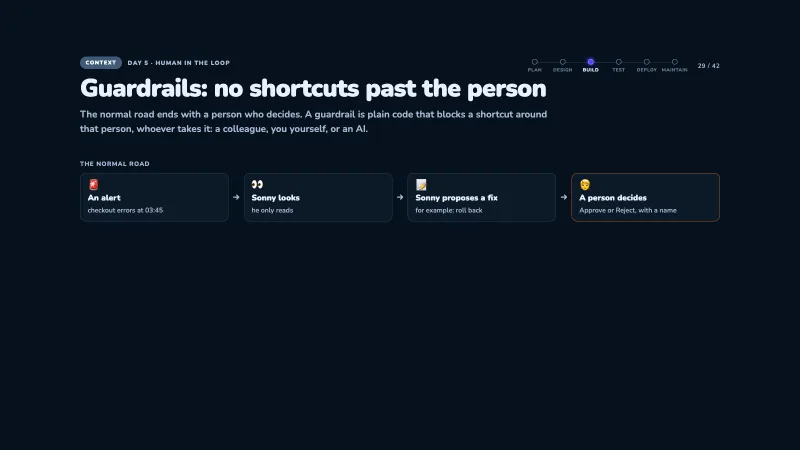 CONTEXT DAY 5 · HUMAN IN THE LOOP
PLAN DESIGN BUILD TEST DEPLOY MAINTAIN
29 / 42
Guardrails: no shortcuts past the person
The normal road ends with a person who decides. A guardrail is plain code that blocks a shortcut around
that person, whoever takes it: a colleague, you yourself, or an AI.
THE NORMAL ROAD
An alert
checkout errors at 03:45
→
Sonny looks
he only reads
→
Sonny proposes a fix
for example: roll back
→
A person decides
Approve or Reject, with a name